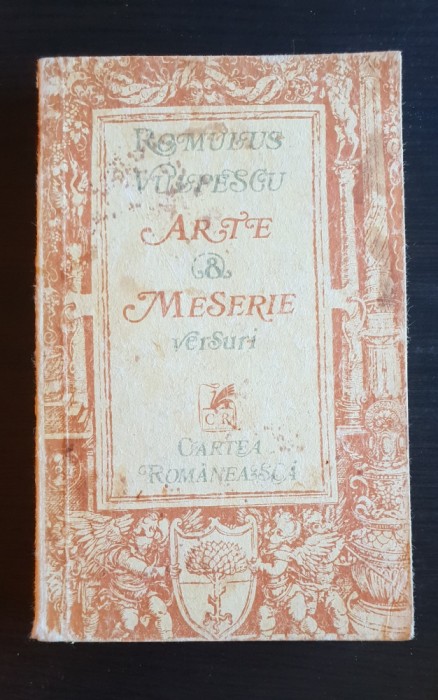 ROMULUS
VULPESCU
ARTE
&
MESERIE
versuri
CR
CARTEA
ROMÂNEASCĂ